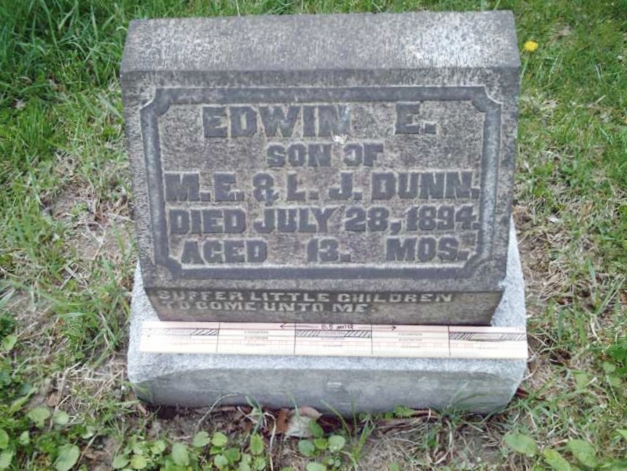 EDWIN E.
SON OF
M.E. & L. J. DUNN.
DIED JULY 28, 1894.
AGED 13. MOS.
SUFFER LITTLE CHILDREN
TO COME UNTO ME